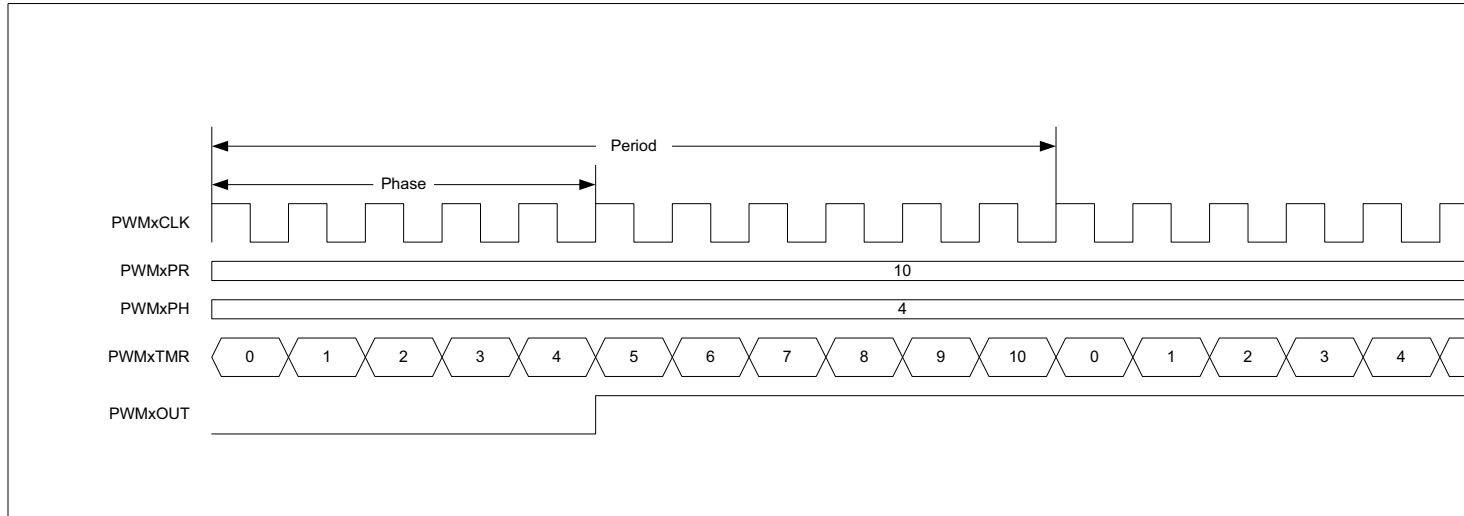 Period
Phase
PWMxCLK
PWMxPR 10
PWMxPH 4
PWMxTMR 0 1 2 3 4 5 6 7 8 9 10 0 1 2 3 4
PWMxOUT